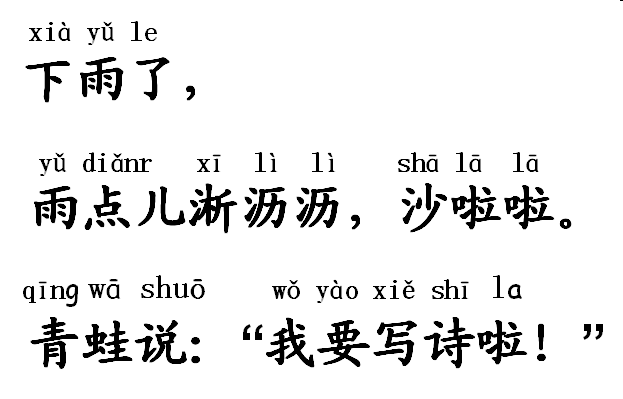 xià yǔ le
下雨了，
yǔ diǎnr xī lì lì shā lā lā
雨点儿淅沥沥，沙啦啦。
qīng wā shuō wǒ yào xiě shī la
青蛙说：“我要写诗啦！”